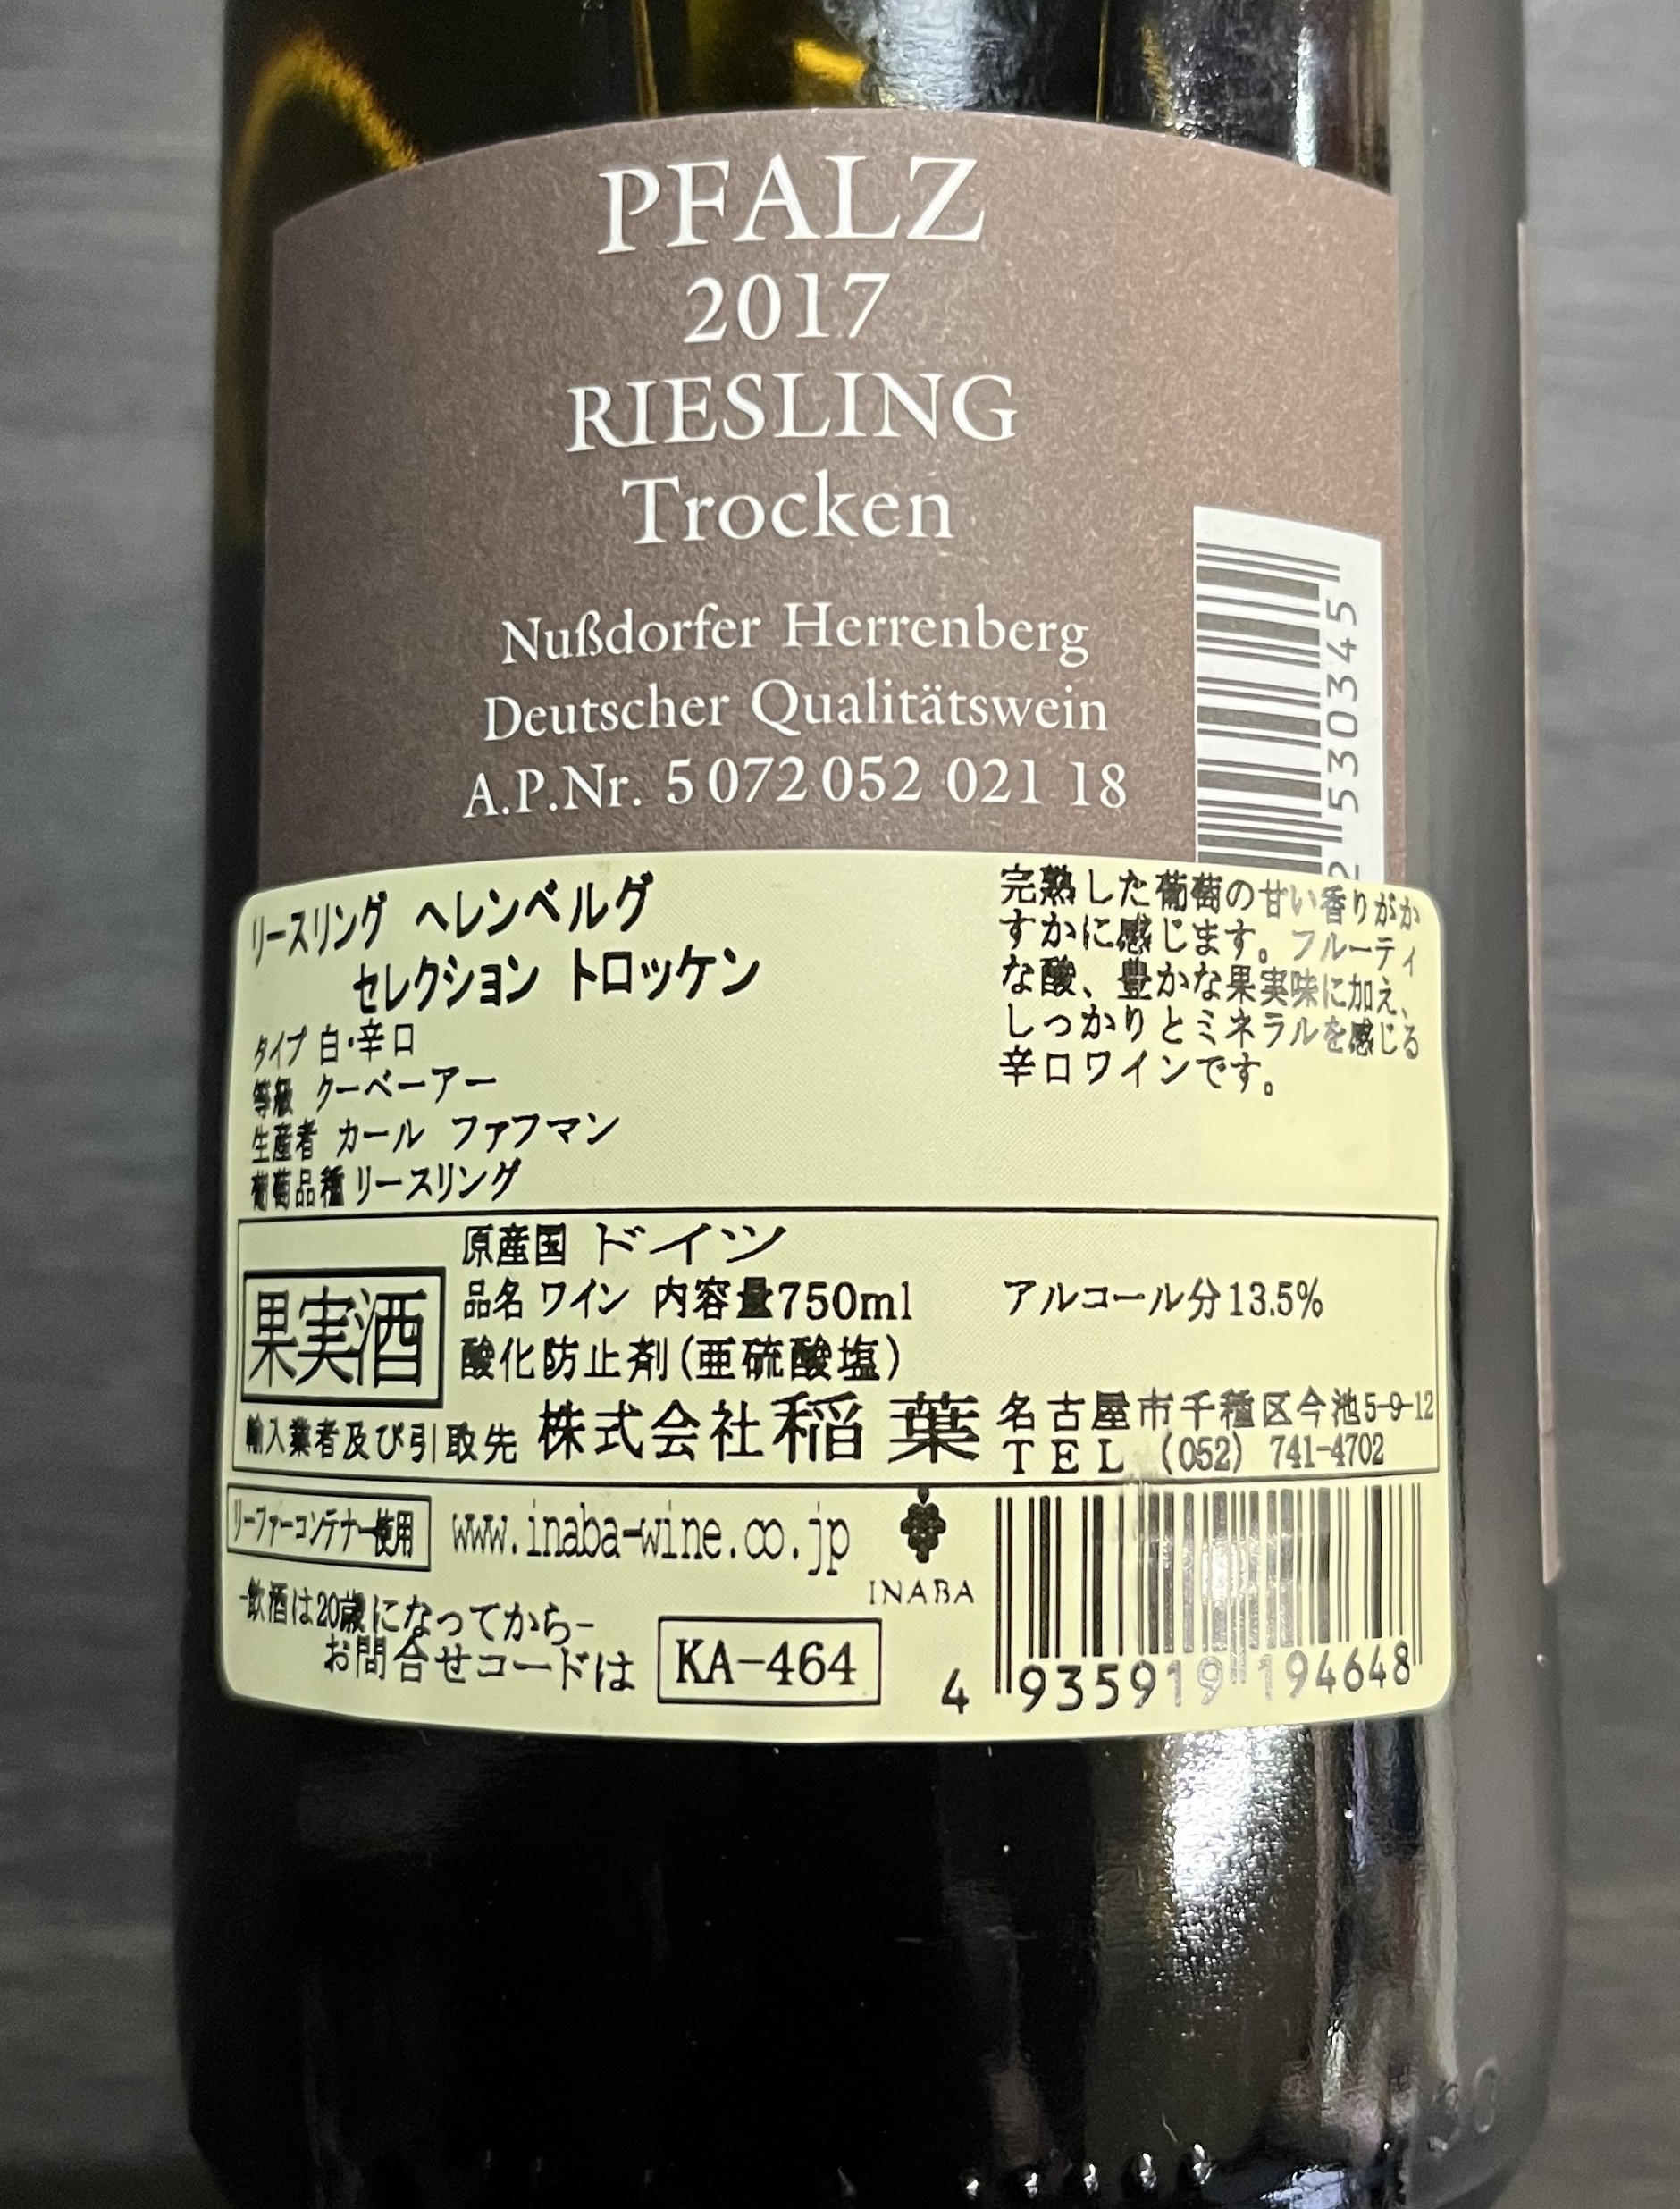 PFALZ
2017
RIESLING
Trocken
Nußdorfer Herrenberg
Deutscher Qualitätswein
A.P.Nr. 5 072 052 021 18
2 530345
リースリング ヘレンベルグ
セレクション トロッケン
タイプ 白・辛口
等級 クーベーアー
生産者 カール ファフマン
葡萄品種 リースリング
完熟した葡萄の甘い香りがか
すかに感じます。フルーティ
な酸、豊かな果実味に加え、
しっかりとミネラルを感じる
辛口ワインです。
原産国 ドイツ
果実酒
品名 ワイン 内容量750ml アルコール分13.5%
酸化防止剤(亜硫酸塩)
輸入業者及び引取先 株式会社 稲葉
名古屋市千種区今池5-9-12
TEL (052) 741-4702
リーファーコンテナー使用
www.inaba-wine.co.jp
INABA
-飲酒は20歳になってから-
お問合せコードは KA-464
4 935919 194648